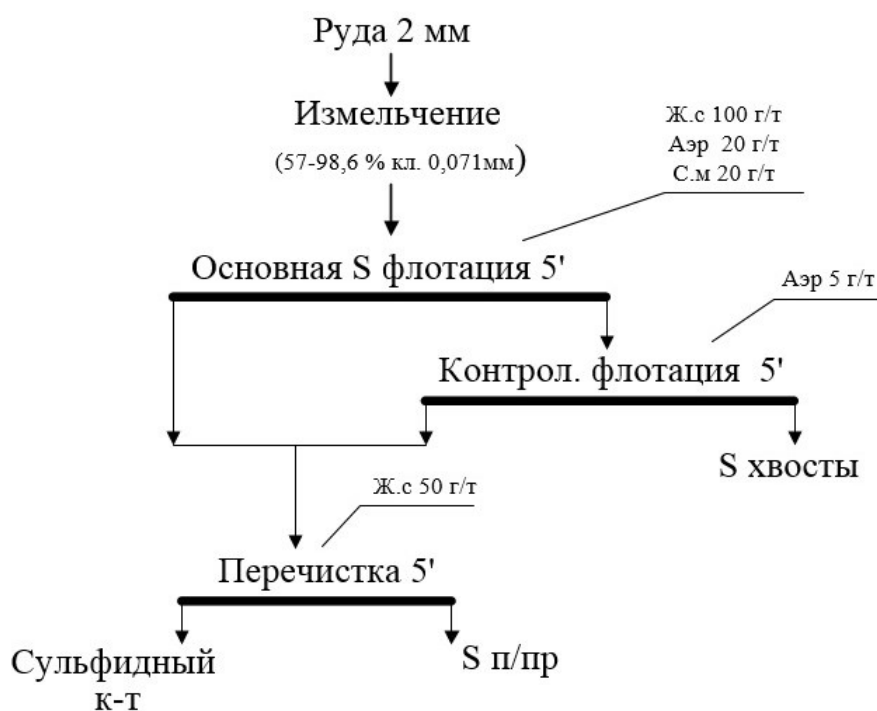 Руда 2 мм
Измельчение
(57-98,6 % кл. 0,071мм)
Ж.с 100 г/т
Аэр 20 г/т
С.м 20 г/т
Основная S флотация 5'
Аэр 5 г/т
Контрол. флотация 5'
S хвосты
Ж.с 50 г/т
Перечистка 5'
Сульфидный
к-т
S п/пр